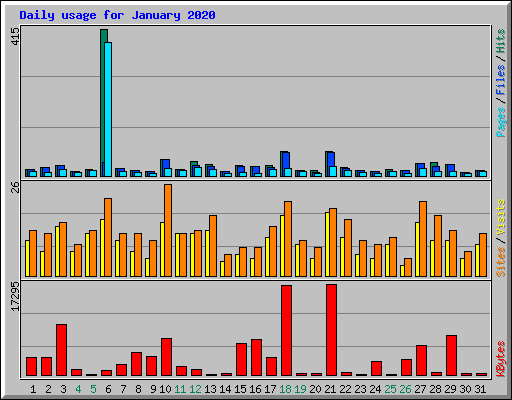 Daily usage for January 2020
415
Pages / Files / Hits
26
Sites / Visits
17295
KBytes
1 2 3 4 5 6 7 8 9 10 11 12 13 14 15 16 17 18 19 20 21 22 23 24 25 26 27 28 29 30 31